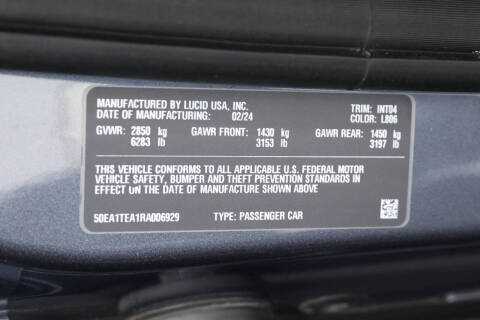 MANUFACTURED BY LUCID USA, INC. TRIM: INT04
DATE OF MANUFACTURING: 02/24 COLOR: L806
GVWR: 2850 kg GAWR FRONT: 1430 kg GAWR REAR: 1450 kg
6283 lb 3153 lb 3197 lb
THIS VEHICLE CONFORMS TO ALL APPLICABLE U.S. FEDERAL MOTOR
VEHICLE SAFETY, BUMPER AND THEFT PREVENTION STANDARDS IN
EFFECT ON THE DATE OF MANUFACTURE SHOWN ABOVE
50EA1TEA1RA006929 TYPE: PASSENGER CAR